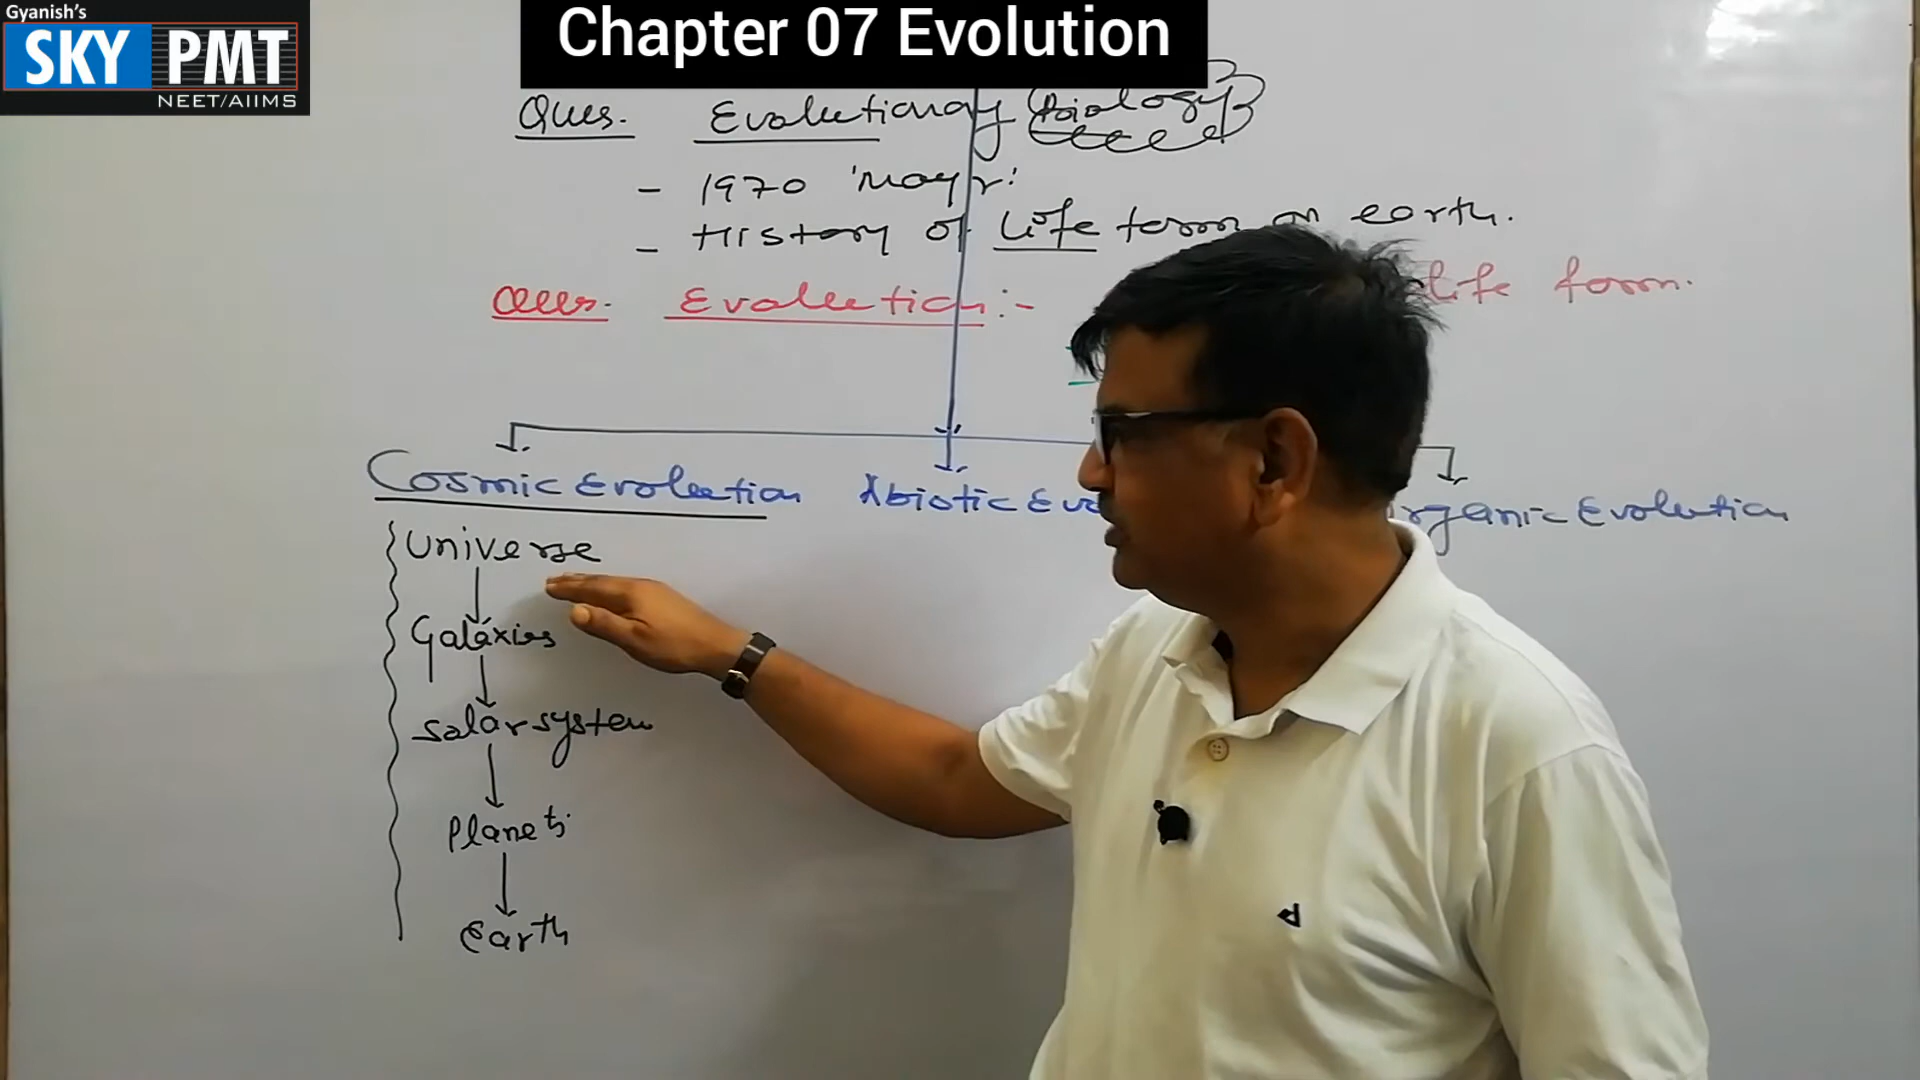 Gyanish's
SKY PMT
NEET/AIIMS
Chapter 07 Evolution
Ques. Evolutionary Biology
- 1970 'Mayr'
- History of life form on earth.
Ques. Evolution:- life form.
Cosmic Evolution Abiotic Evo rganic Evolution
Universe
Galaxies
Solar system
Planets
Earth